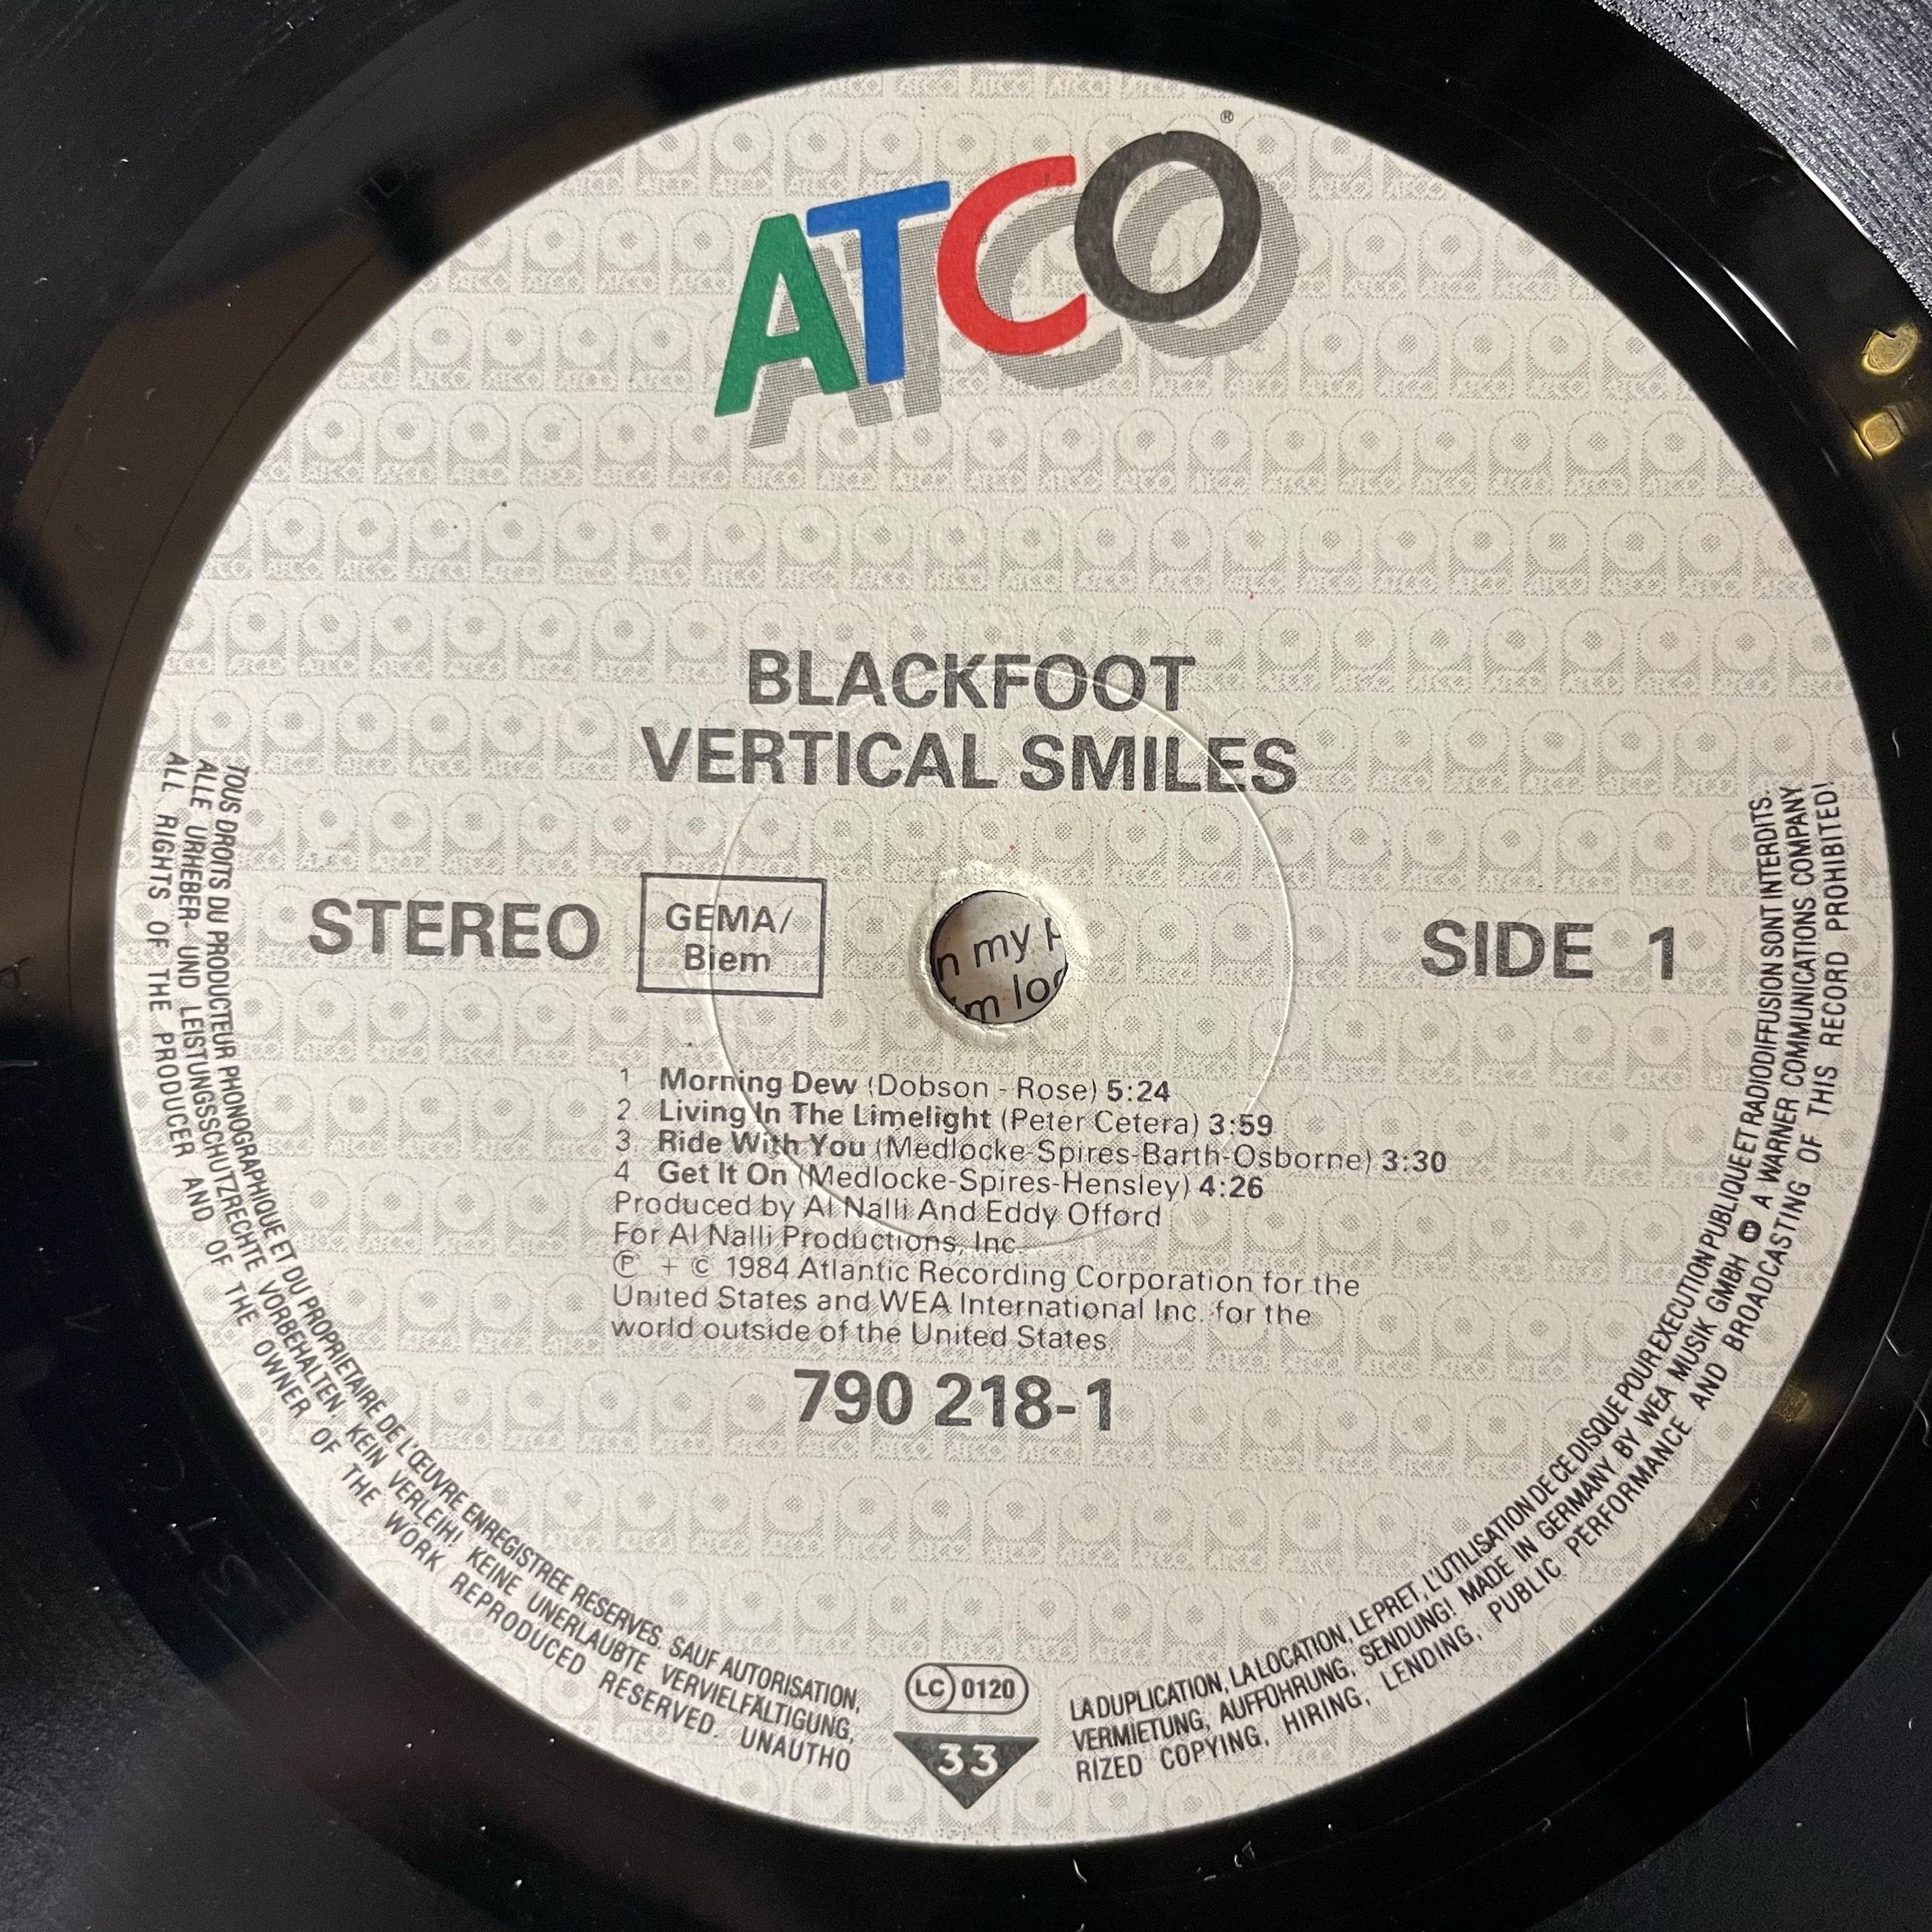 ATCO®
BLACKFOOT
VERTICAL SMILES
STEREO
GEMA/
Biem
SIDE 1
n my
m loo
1 Morning Dew (Dobson - Rose) 5:24
2 Living In The Limelight (Peter Cetera) 3:59
3 Ride With You (Medlocke-Spires-Barth-Osborne) 3:30
4 Get It On (Medlocke-Spires-Hensley) 4:26
Produced by Al Nalli And Eddy Offord
For Al Nalli Productions, Inc.
℗ + © 1984 Atlantic Recording Corporation for the
United States and WEA International Inc. for the
world outside of the United States.
790 218-1
TOUS DROITS DU PRODUCTEUR PHONOGRAPHIQUE ET DU PROPRIETAIRE DE L'ŒUVRE ENREGISTREE RESERVES. SAUF AUTORISATION, LA DUPLICATION, LA LOCATION, LE PRET, L'UTILISATION DE CE DISQUE POUR EXECUTION PUBLIQUE ET RADIODIFFUSION SONT INTERDITS.
ALLE URHEBER- UND LEISTUNGSSCHUTZRECHTE VORBEHALTEN. KEIN VERLEIH! KEINE UNERLAUBTE VERVIELFÄLTIGUNG, VERMIETUNG, AUFFÜHRUNG, SENDUNG! MADE IN GERMANY BY WEA MUSIK GMBH A WARNER COMMUNICATIONS COMPANY
ALL RIGHTS OF THE PRODUCER AND OF THE OWNER OF THE WORK REPRODUCED RESERVED. UNAUTHORIZED COPYING, HIRING, LENDING, PUBLIC PERFORMANCE AND BROADCASTING OF THIS RECORD PROHIBITED!
LC 0120
33